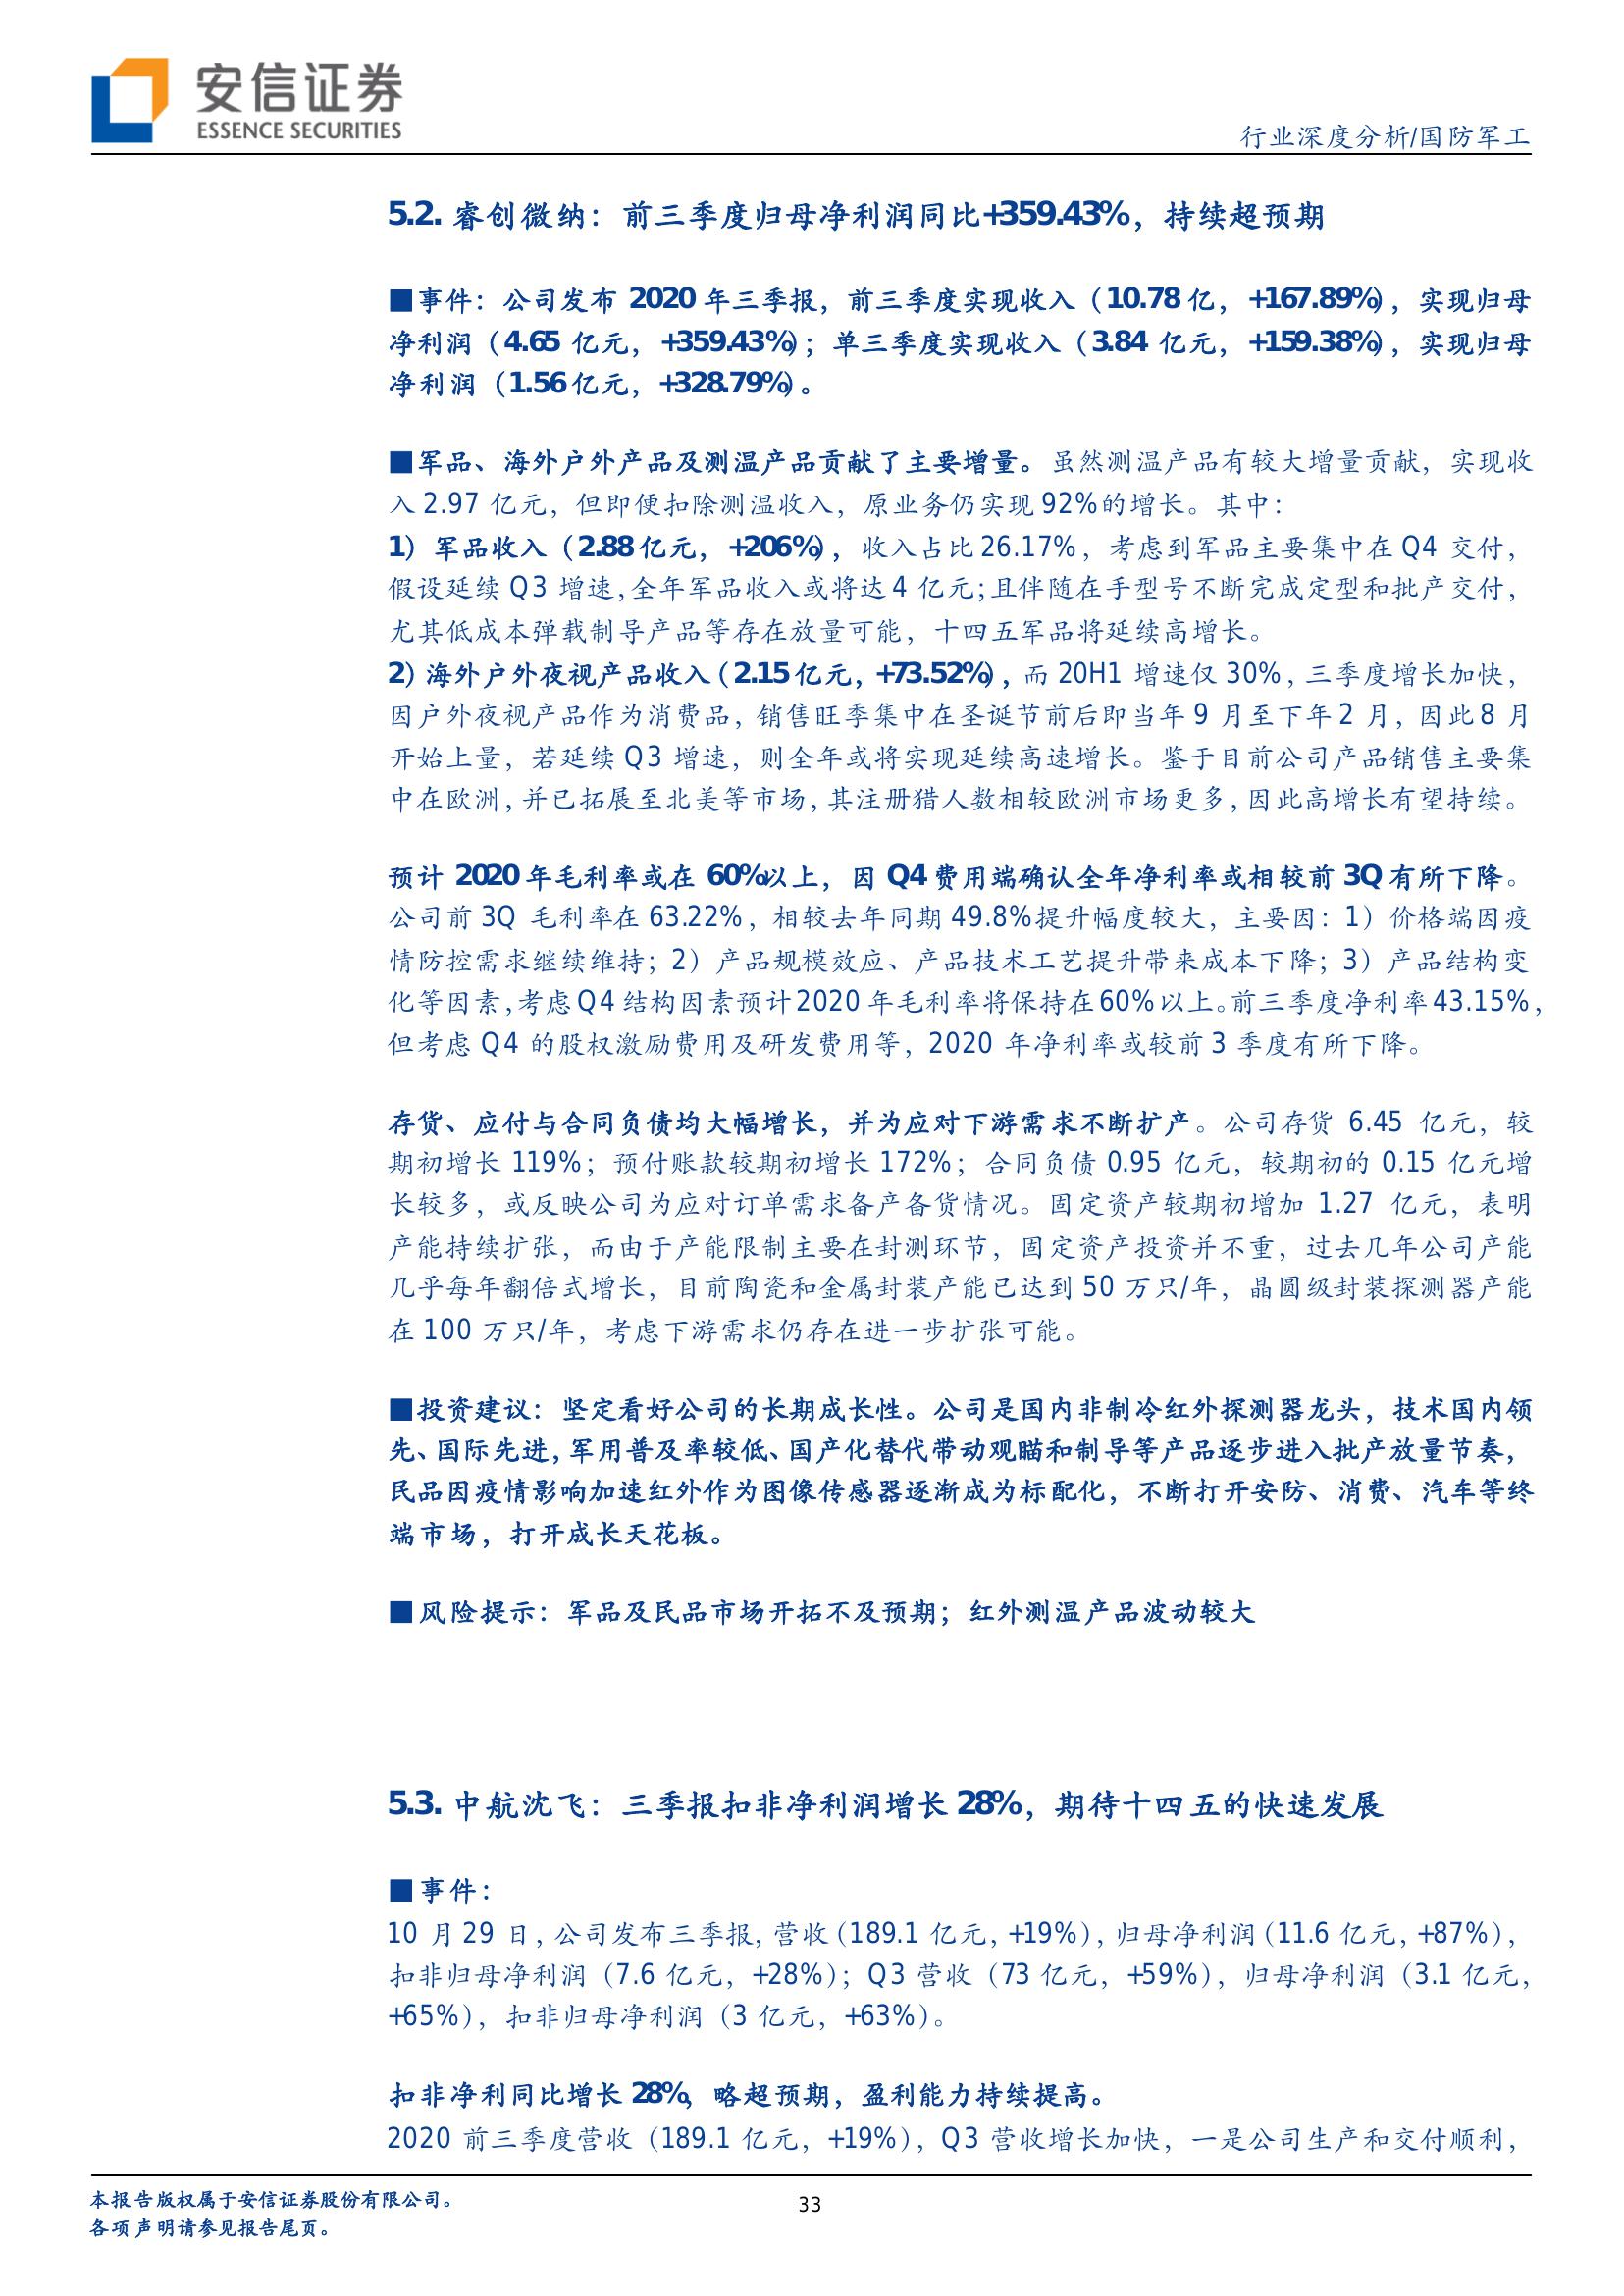 安信证券
ESSENCE SECURITIES
行业深度分析/国防军工
5.2. 睿创微纳：前三季度归母净利润同比+359.43%，持续超预期
■事件：公司发布 2020 年三季报，前三季度实现收入（10.78 亿，+167.89%），实现归母
净利润（4.65 亿元，+359.43%）；单三季度实现收入（3.84 亿元，+159.38%），实现归母
净利润（1.56 亿元，+328.79%）。
■军品、海外户外产品及测温产品贡献了主要增量。虽然测温产品有较大增量贡献，实现收
入 2.97 亿元，但即便扣除测温收入，原业务仍实现 92%的增长。其中：
1）军品收入（2.88 亿元，+206%），收入占比 26.17%，考虑到军品主要集中在 Q4 交付，
假设延续 Q3 增速，全年军品收入或将达 4 亿元；且伴随在手型号不断完成定型和批产交付，
尤其低成本弹载制导产品等存在放量可能，十四五军品将延续高增长。
2）海外户外夜视产品收入（2.15 亿元，+73.52%），而 20H1 增速仅 30%，三季度增长加快，
因户外夜视产品作为消费品，销售旺季集中在圣诞节前后即当年 9 月至下年 2 月，因此 8 月
开始上量，若延续 Q3 增速，则全年或将实现延续高速增长。鉴于目前公司产品销售主要集
中在欧洲，并已拓展至北美等市场，其注册猎人数相较欧洲市场更多，因此高增长有望持续。
预计 2020 年毛利率或在 60%以上，因 Q4 费用端确认全年净利率或相较前 3Q 有所下降。
公司前 3Q 毛利率在 63.22%，相较去年同期 49.8%提升幅度较大，主要因：1）价格端因疫
情防控需求继续维持；2）产品规模效应、产品技术工艺提升带来成本下降；3）产品结构变
化等因素，考虑 Q4 结构因素预计 2020 年毛利率将保持在 60%以上。前三季度净利率 43.15%，
但考虑 Q4 的股权激励费用及研发费用等，2020 年净利率或较前 3 季度有所下降。
存货、应付与合同负债均大幅增长，并为应对下游需求不断扩产。公司存货 6.45 亿元，较
期初增长 119%；预付账款较期初增长 172%；合同负债 0.95 亿元，较期初的 0.15 亿元增
长较多，或反映公司为应对订单需求备产备货情况。固定资产较期初增加 1.27 亿元，表明
产能持续扩张，而由于产能限制主要在封测环节，固定资产投资并不重，过去几年公司产能
几乎每年翻倍式增长，目前陶瓷和金属封装产能已达到 50 万只/年，晶圆级封装探测器产能
在 100 万只/年，考虑下游需求仍存在进一步扩张可能。
■投资建议：坚定看好公司的长期成长性。公司是国内非制冷红外探测器龙头，技术国内领
先、国际先进，军用普及率较低、国产化替代带动观瞄和制导等产品逐步进入批产放量节奏，
民品因疫情影响加速红外作为图像传感器逐渐成为标配化，不断打开安防、消费、汽车等终
端市场，打开成长天花板。
■风险提示：军品及民品市场开拓不及预期；红外测温产品波动较大
5.3. 中航沈飞：三季报扣非净利润增长 28%，期待十四五的快速发展
■事件：
10 月 29 日，公司发布三季报，营收（189.1 亿元，+19%），归母净利润（11.6 亿元，+87%），
扣非归母净利润（7.6 亿元，+28%）；Q3 营收（73 亿元，+59%），归母净利润（3.1 亿元，
+65%），扣非归母净利润（3 亿元，+63%）。
扣非净利同比增长 28%，略超预期，盈利能力持续提高。
2020 前三季度营收（189.1 亿元，+19%），Q3 营收增长加快，一是公司生产和交付顺利，
本报告版权属于安信证券股份有限公司。
33
各项声明请参见报告尾页。